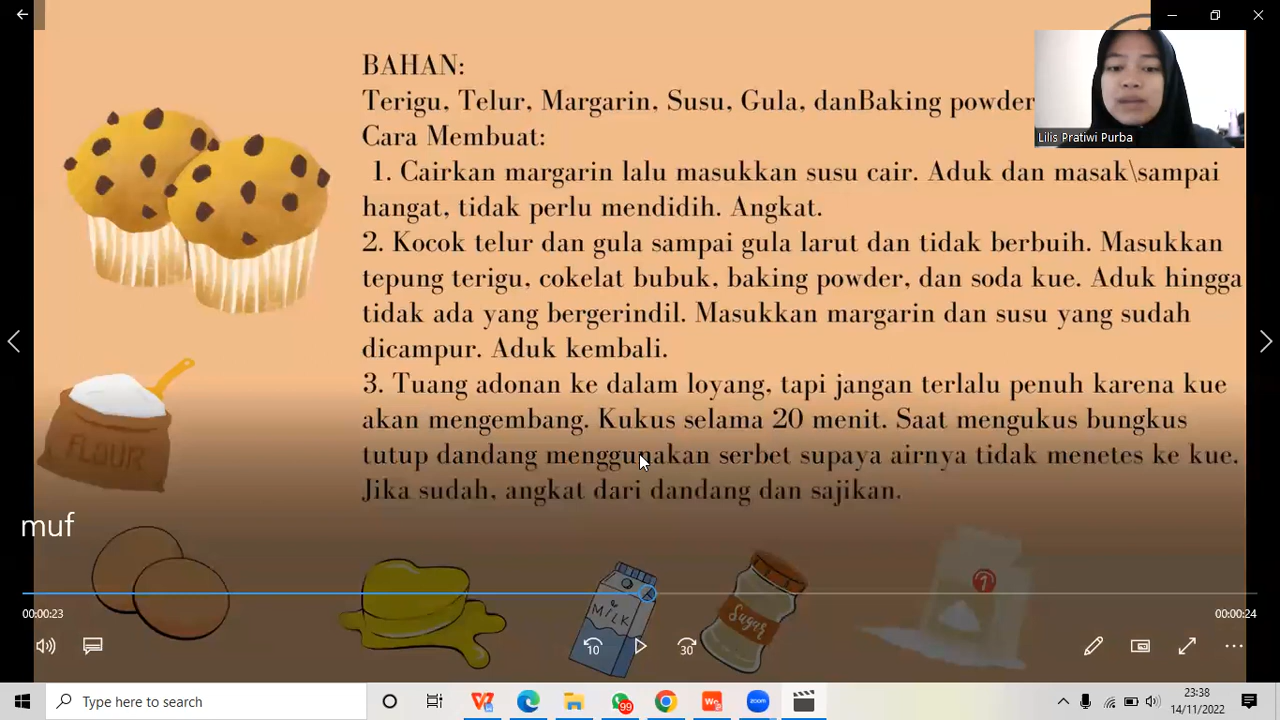 BAHAN:
Terigu, Telur, Margarin, Susu, Gula, danBaking powder
Cara Membuat:
1. Cairkan margarin lalu masukkan susu cair. Aduk dan masak\sampai
hangat, tidak perlu mendidih. Angkat.
2. Kocok telur dan gula sampai gula larut dan tidak berbuih. Masukkan
tepung terigu, cokelat bubuk, baking powder, dan soda kue. Aduk hingga
tidak ada yang bergerindil. Masukkan margarin dan susu yang sudah
dicampur. Aduk kembali.
3. Tuang adonan ke dalam loyang, tapi jangan terlalu penuh karena kue
akan mengembang. Kukus selama 20 menit. Saat mengukus bungkus
tutup dandang menggunakan serbet supaya airnya tidak menetes ke kue.
Jika sudah, angkat dari dandang dan sajikan.
Lilis Pratiwi Purba
FLOUR
muf
MILK
Sugar
00:00:23
00:00:24
10
30
Type here to search
99
zoom
23:38
14/11/2022